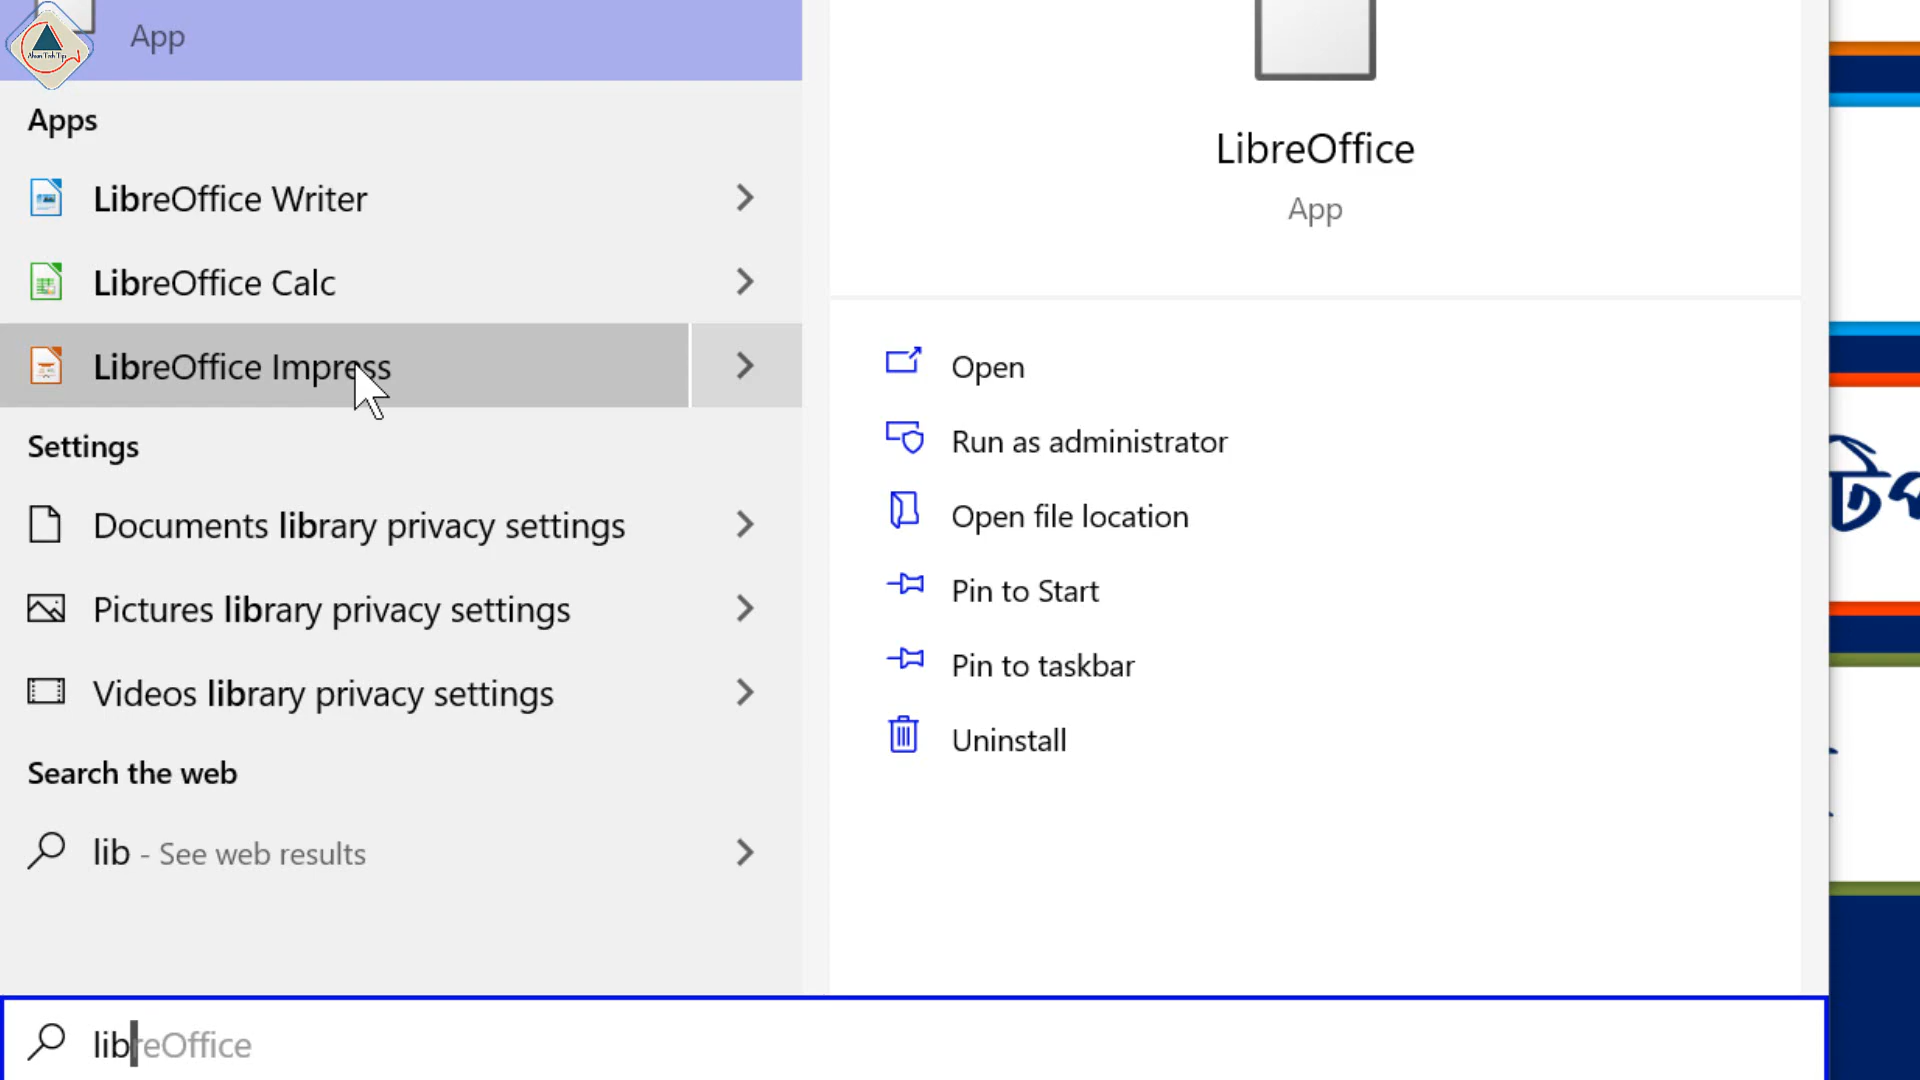 App
Apps
LibreOffice Writer
LibreOffice Calc
LibreOffice Impress
Settings
Documents library privacy settings
Pictures library privacy settings
Videos library privacy settings
Search the web
lib - See web results
libreOffice
LibreOffice
App
Open
Run as administrator
Open file location
Pin to Start
Pin to taskbar
Uninstall